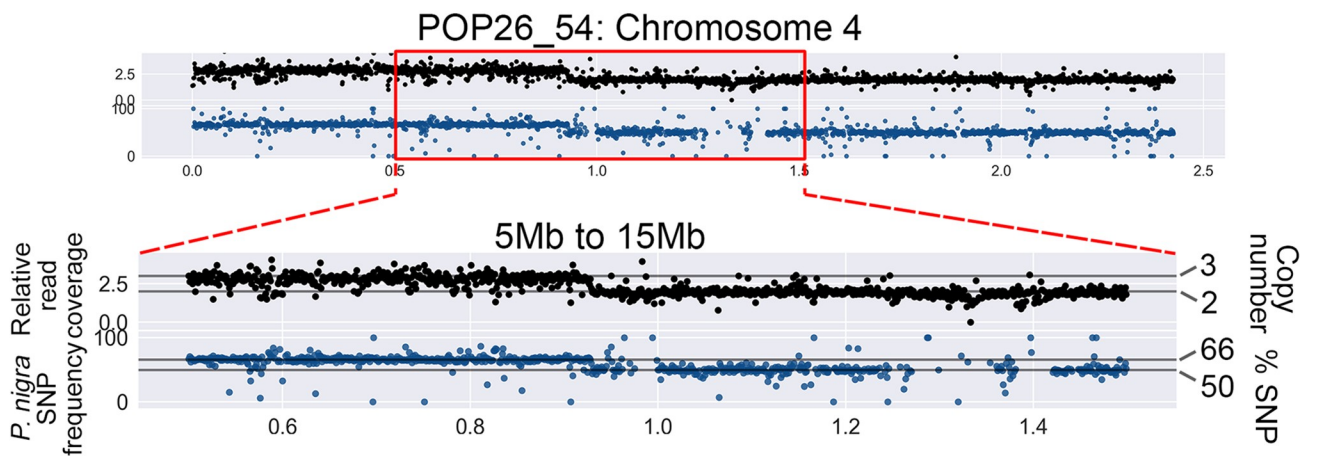 POP26_54: Chromosome 4
2.5
0.0
100
0
0.0 0.5 1.0 1.5 2.0 2.5
5Mb to 15Mb
Relative
read
coverage
2.5
0.0
3
2
Copy
number
P. nigra
SNP
frequency
100
0
66
50
% SNP
0.6 0.8 1.0 1.2 1.4